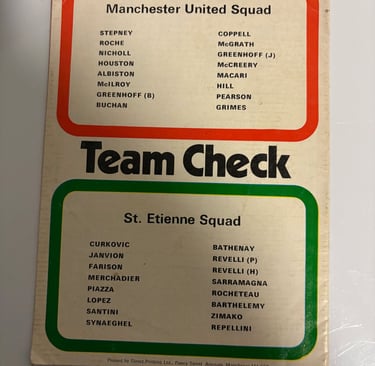 Manchester United Squad
STEPNEY
ROCHE
NICHOLL
HOUSTON
ALBISTON
McILROY
GREENHOFF (B)
BUCHAN
COPPELL
McGRATH
GREENHOFF (J)
McCREERY
MACARI
HILL
PEARSON
GRIMES
Team Check
St. Etienne Squad
CURKOVIC
JANVION
FARISON
MERCHADIER
PIAZZA
LOPEZ
SANTINI
SYNAEGHEL
BATHENAY
REVELLI (P)
REVELLI (H)
SARRAMAGNA
ROCHETEAU
BARTHELEMY
ZIMAKO
REPELLINI